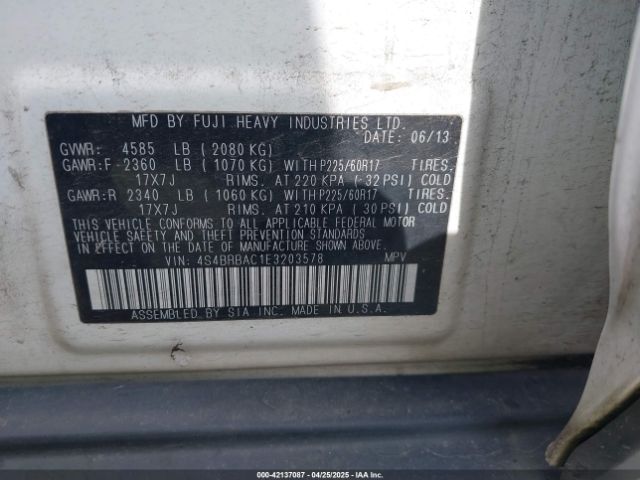 MFD BY FUJI HEAVY INDUSTRIES LTD.
DATE: 06/13
GVWR: 4585 LB (2080 KG)
GAWR:F-2360 LB (1070 KG) WITH P225/60R17 TIRES.
17X7J RIMS. AT 220 KPA (-32 PSI) COLD
GAWR:R 2340 LB (1060 KG) WITH P225/60R17 TIRES.
17X7J RIMS. AT 210 KPA (30 PSI) COLD
THIS VEHICLE CONFORMS TO ALL APPLICABLE FEDERAL MOTOR
VEHICLE SAFETY AND THEFT PREVENTION STANDARDS
IN EFFECT ON THE DATE OF MANUFACTURE SHOWN ABOVE.
VIN: 4S4BRBAC1E3203578 MPV
ASSEMBLED BY SIA INC. IN U.S.A.
000-42137087 - 04/25/2025 - IAAI.COM